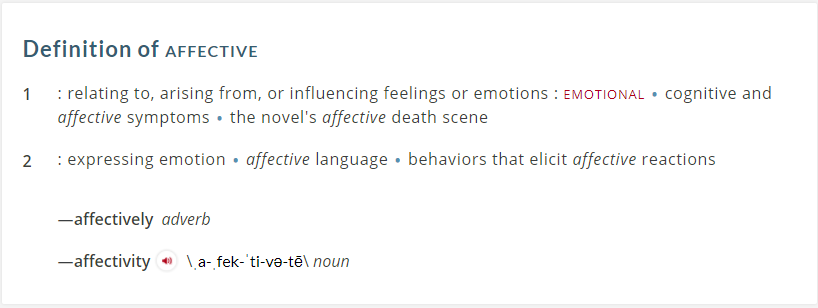 Definition of AFFECTIVE
1 : relating to, arising from, or influencing feelings or emotions : EMOTIONAL • cognitive and
affective symptoms • the novel's affective death scene
2 : expressing emotion • affective language • behaviors that elicit affective reactions
—affectively adverb
—affectivity \ˌa-ˌfek-ˈti-və-tē\ noun